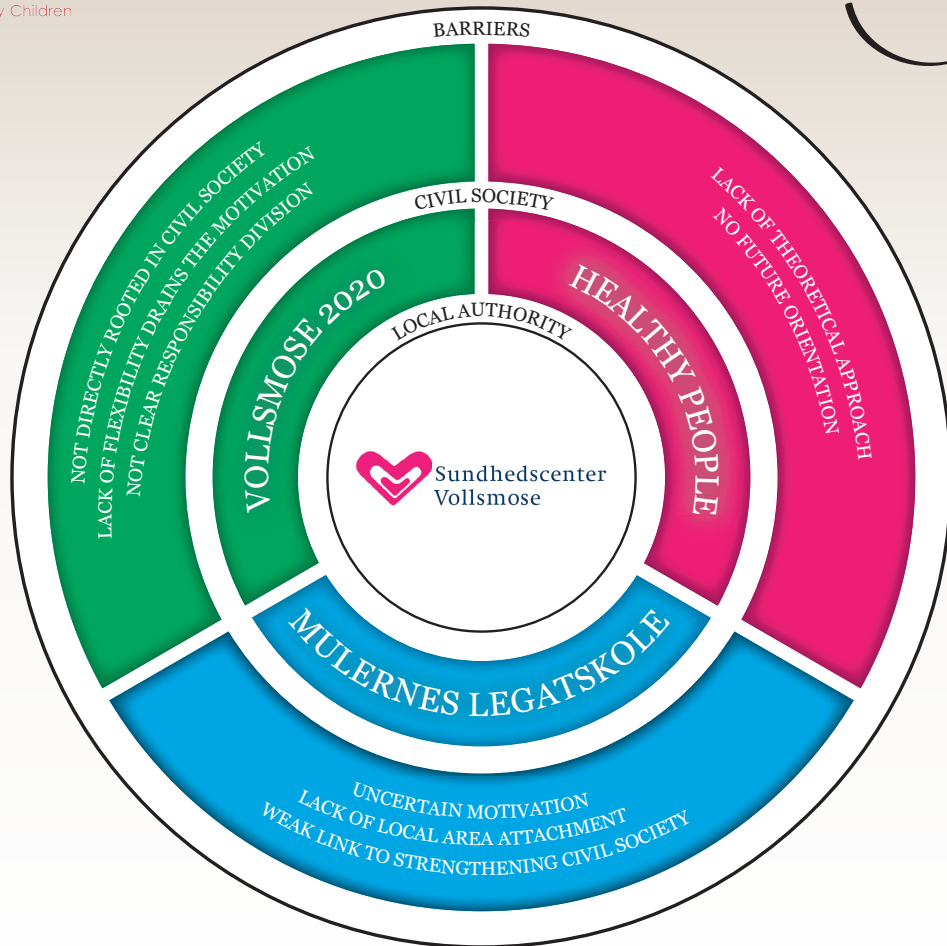 y Children
BARRIERS
NOT DIRECTLY ROOTED IN CIVIL SOCIETY
LACK OF FLEXIBILITY DRAINS THE MOTIVATION
NOT CLEAR RESPONSIBILITY DIVISION
LACK OF THEORETICAL APPROACH
NO FUTURE ORIENTATION
CIVIL SOCIETY
VOLLSMOSE 2020
HEALTHY PEOPLE
LOCAL AUTHORITY
Sundhedscenter
Vollsmose
MULERNES LEGATSKOLE
UNCERTAIN MOTIVATION
LACK OF LOCAL AREA ATTACHMENT
WEAK LINK TO STRENGTHENING CIVIL SOCIETY